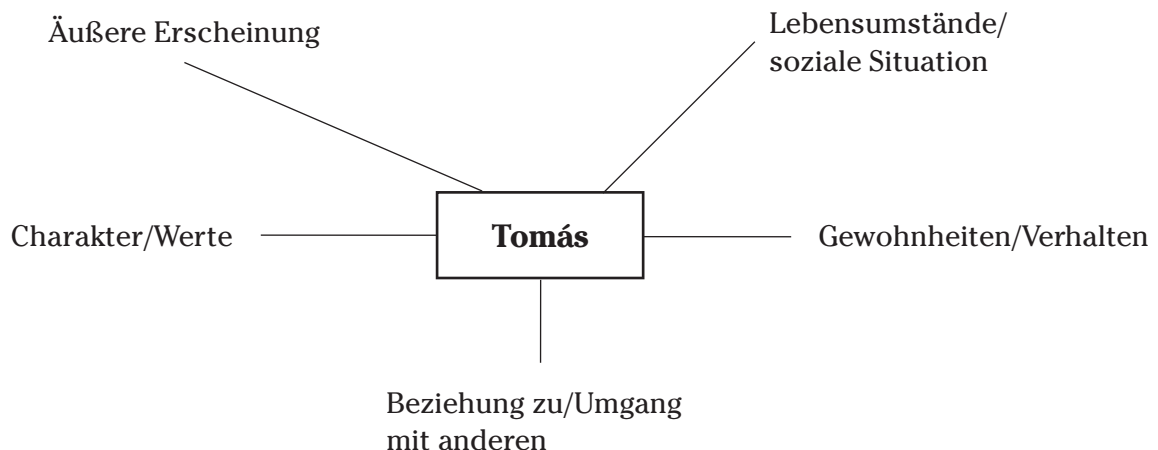 Äußere Erscheinung
Lebensumstände/
soziale Situation
Charakter/Werte
Tomás
Gewohnheiten/Verhalten
Beziehung zu/Umgang
mit anderen